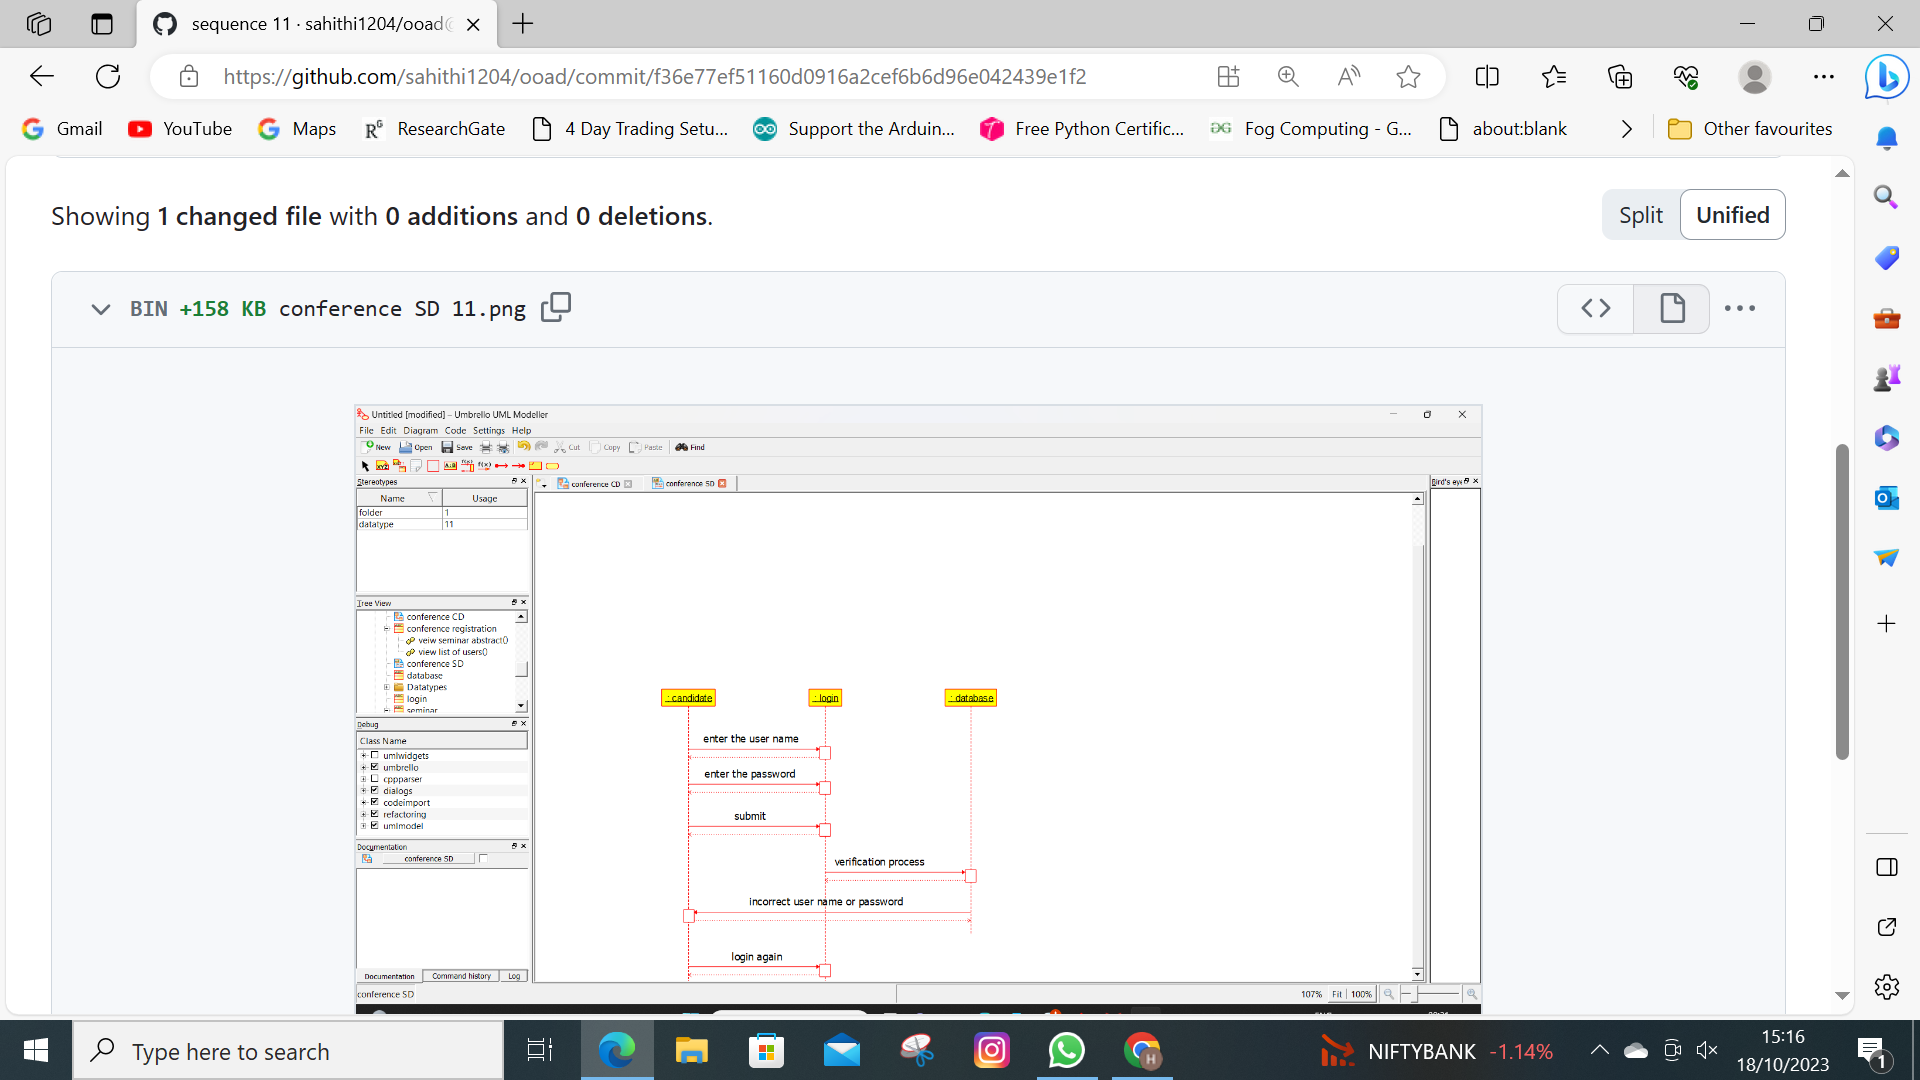 sequence 11 · sahithi1204/ooad@
https://github.com/sahithi1204/ooad/commit/f36e77ef51160d0916a2cef6b6d96e042439e1f2
Gmail YouTube Maps ResearchGate 4 Day Trading Setu... Support the Arduin... Free Python Certific... Fog Computing - G... about:blank Other favourites
Showing 1 changed file with 0 additions and 0 deletions.
Split Unified
BIN +158 KB conference SD 11.png
Untitled [modified] – Umbrello UML Modeller
File Edit Diagram Code Settings Help
New Open Save Cut Copy Paste Find
Stereotypes
conference CD conference SD
Bird's eye
Name Usage
folder 1
datatype 11
Tree View
conference CD
conference registration
veiw seminar abstract()
view list of users()
conference SD
database
Datatypes
login
seminar
Debug
Class Name
umlwidgets
umbrello
cppparser
dialogs
codeimport
refactoring
umlmodel
Documentation
conference SD
Documentation Command history Log
conference SD
: candidate : login : database
enter the user name
enter the password
submit
verification process
incorrect user name or password
login again
107% Fit 100%
Type here to search
H
NIFTYBANK -1.14%
15:16
18/10/2023
1